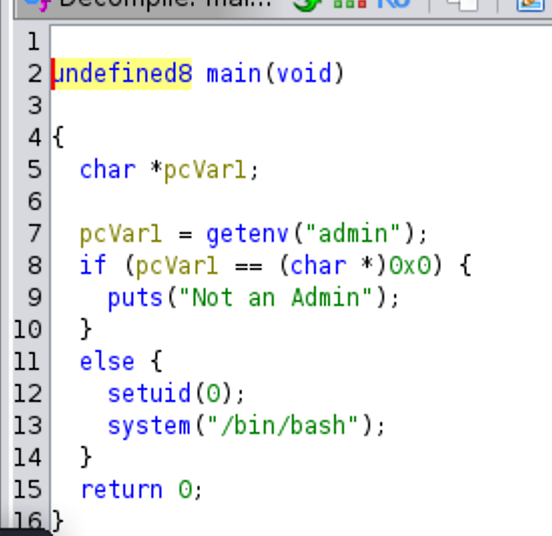 Decompile: mai...
1
2 undefined8 main(void)
3
4 {
5 char *pcVar1;
6
7 pcVar1 = getenv("admin");
8 if (pcVar1 == (char *)0x0) {
9 puts("Not an Admin");
10 }
11 else {
12 setuid(0);
13 system("/bin/bash");
14 }
15 return 0;
16 }